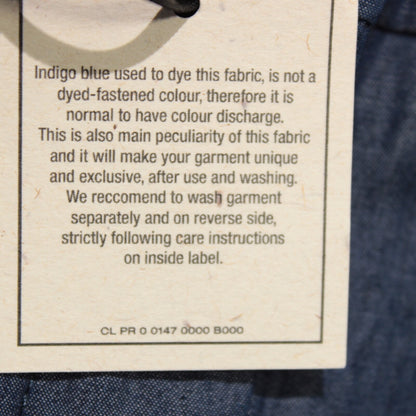 Indigo blue used to dye this fabric, is not a
dyed-fastened colour, therefore it is
normal to have colour discharge.
This is also main peculiarity of this fabric
and it will make your garment unique
and exclusive, after use and washing.
We reccomend to wash garment
separately and on reverse side,
strictly following care instructions
on inside label.
CL PR 0 0147 0000 B000